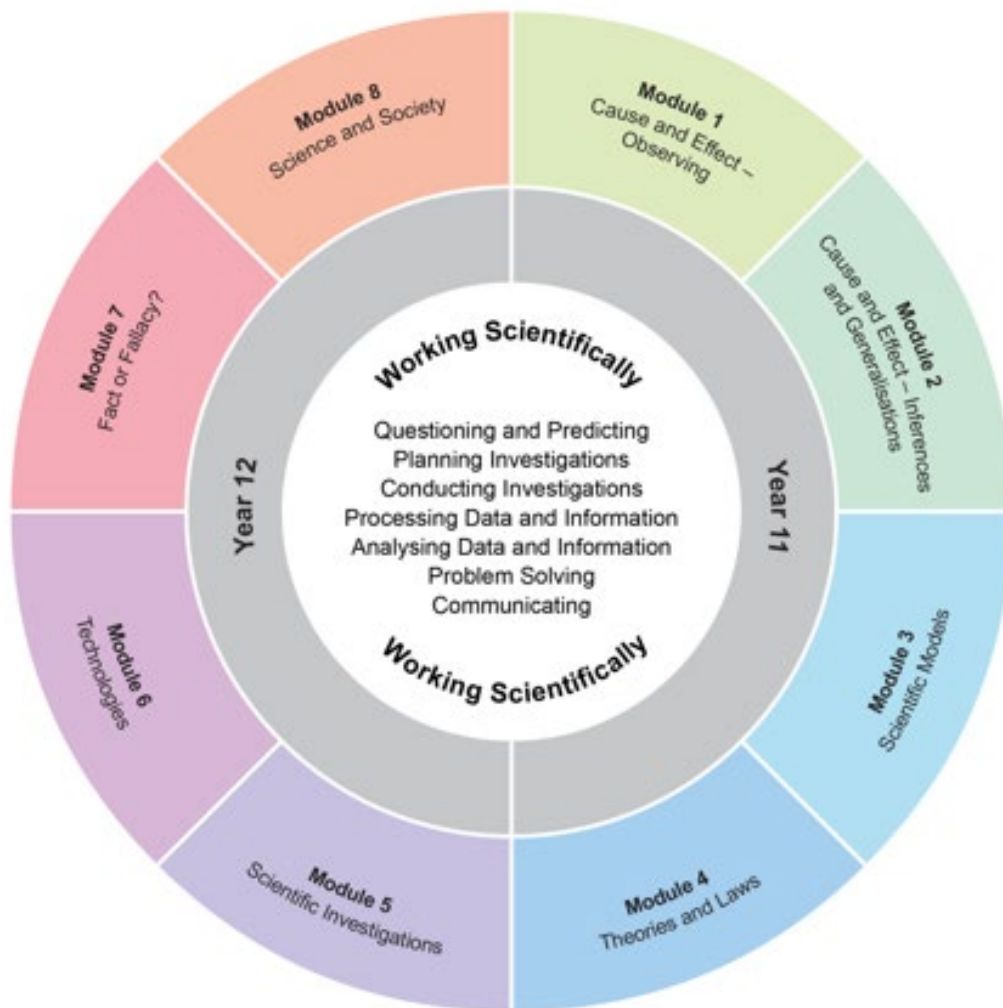 Module 1
Cause and Effect –
Observing
Module 2
Cause and Effect – Inferences
and Generalisations
Module 3
Scientific Models
Module 4
Theories and Laws
Module 5
Scientific Investigations
Module 6
Technologies
Module 7
Fact or Fallacy?
Module 8
Science and Society
Year 11
Year 12
Working Scientifically
Questioning and Predicting
Planning Investigations
Conducting Investigations
Processing Data and Information
Analysing Data and Information
Problem Solving
Communicating
Working Scientifically